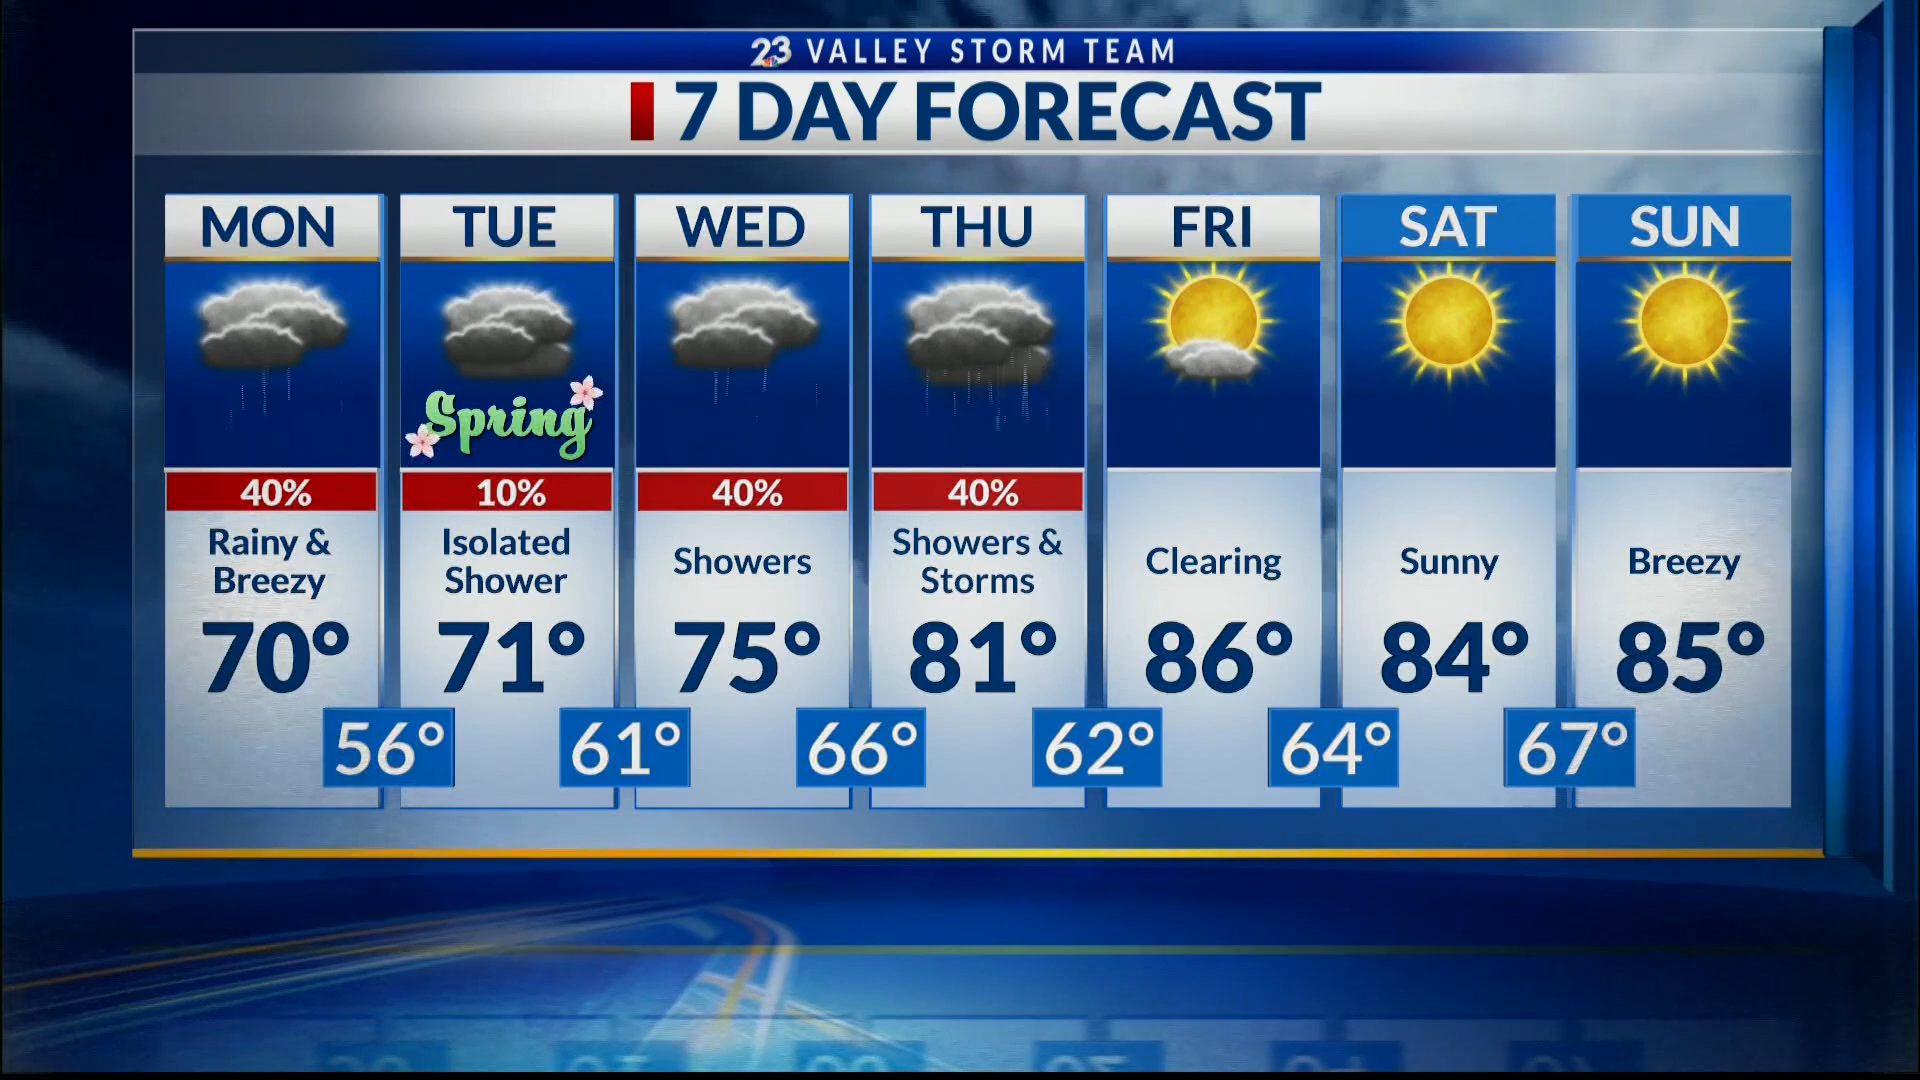 23 VALLEY STORM TEAM
7 DAY FORECAST
MON TUE WED THU FRI SAT SUN
Spring
40% 10% 40% 40%
Rainy & Breezy
Isolated Shower
Showers
Showers & Storms
Clearing
Sunny
Breezy
70° 71° 75° 81° 86° 84° 85°
56° 61° 66° 62° 64° 67°